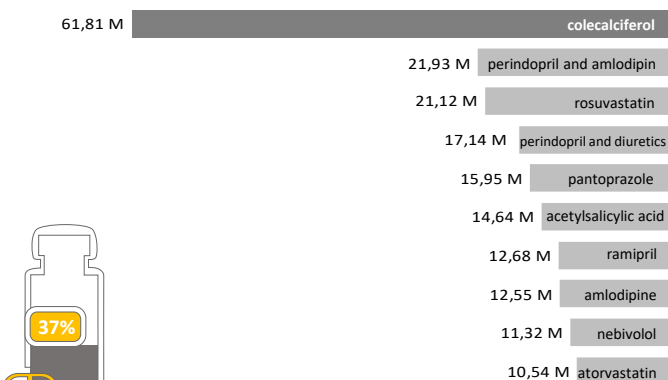 61,81 M colecalciferol
21,93 M perindopril and amlodipin
21,12 M rosuvastatin
17,14 M perindopril and diuretics
15,95 M pantoprazole
14,64 M acetylsalicylic acid
12,68 M ramipril
12,55 M amlodipine
11,32 M nebivolol
37%
10,54 M atorvastatin